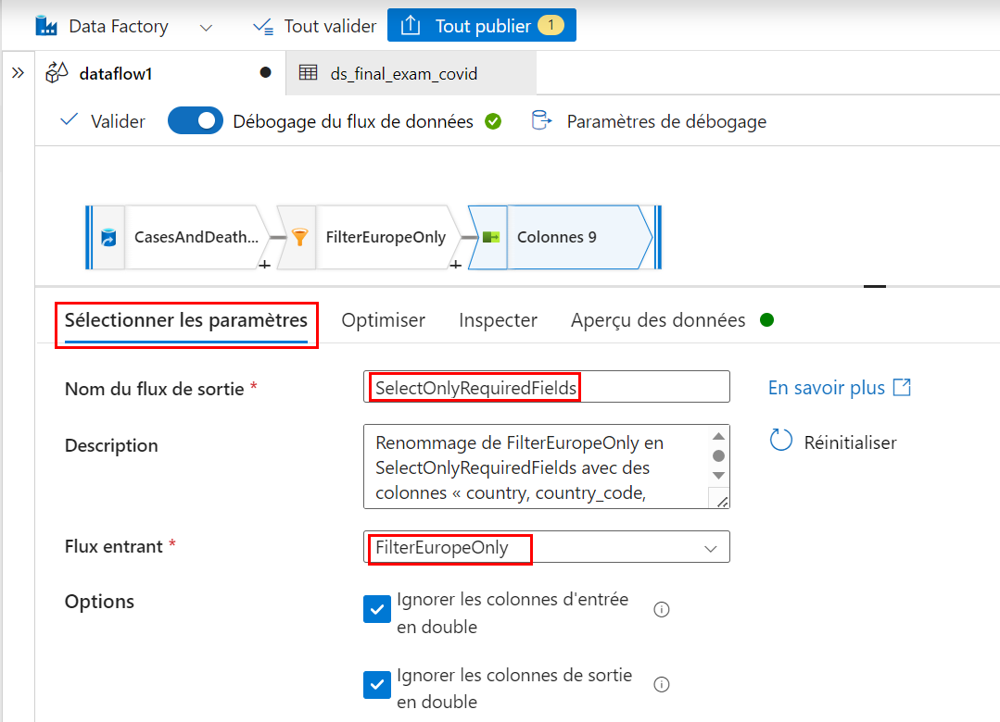 Data Factory
Tout valider
Tout publier 1
dataflow1
ds_final_exam_covid
Valider
Débogage du flux de données
Paramètres de débogage
CasesAndDeath...
FilterEuropeOnly
Colonnes 9
+
+
Sélectionner les paramètres
Optimiser
Inspecter
Aperçu des données
Nom du flux de sortie *
SelectOnlyRequiredFields
En savoir plus
Description
Renommage de FilterEuropeOnly en
SelectOnlyRequiredFields avec des
colonnes « country, country_code,
Réinitialiser
Flux entrant *
FilterEuropeOnly
Options
Ignorer les colonnes d'entrée
en double
Ignorer les colonnes de sortie
en double